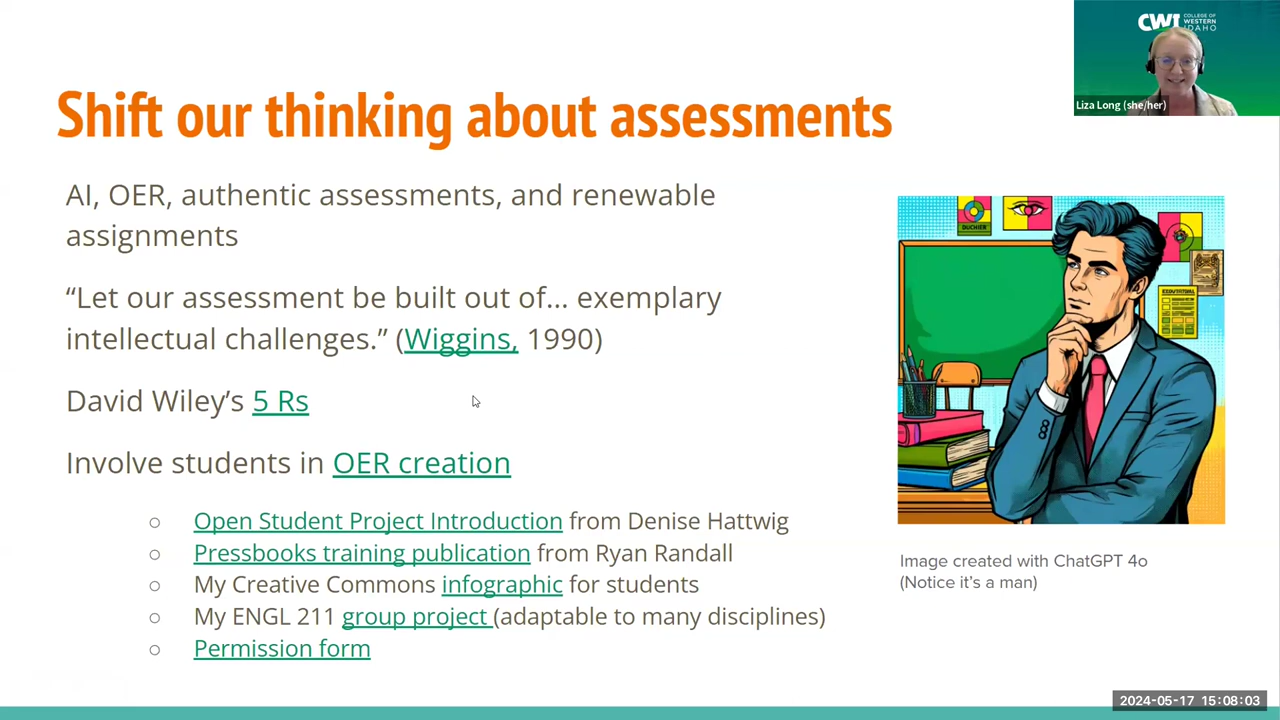 CWI COLLEGE OF
WESTERN
IDAHO
Liza Long (she/her)
Shift our thinking about assessments
AI, OER, authentic assessments, and renewable
assignments
“Let our assessment be built out of... exemplary
intellectual challenges.” (Wiggins, 1990)
David Wiley’s 5 Rs
Involve students in OER creation
○ Open Student Project Introduction from Denise Hattwig
○ Pressbooks training publication from Ryan Randall
○ My Creative Commons infographic for students
○ My ENGL 211 group project (adaptable to many disciplines)
○ Permission form
DUCHIER
Image created with ChatGPT 4o
(Notice it’s a man)
2024-05-17 15:08:03